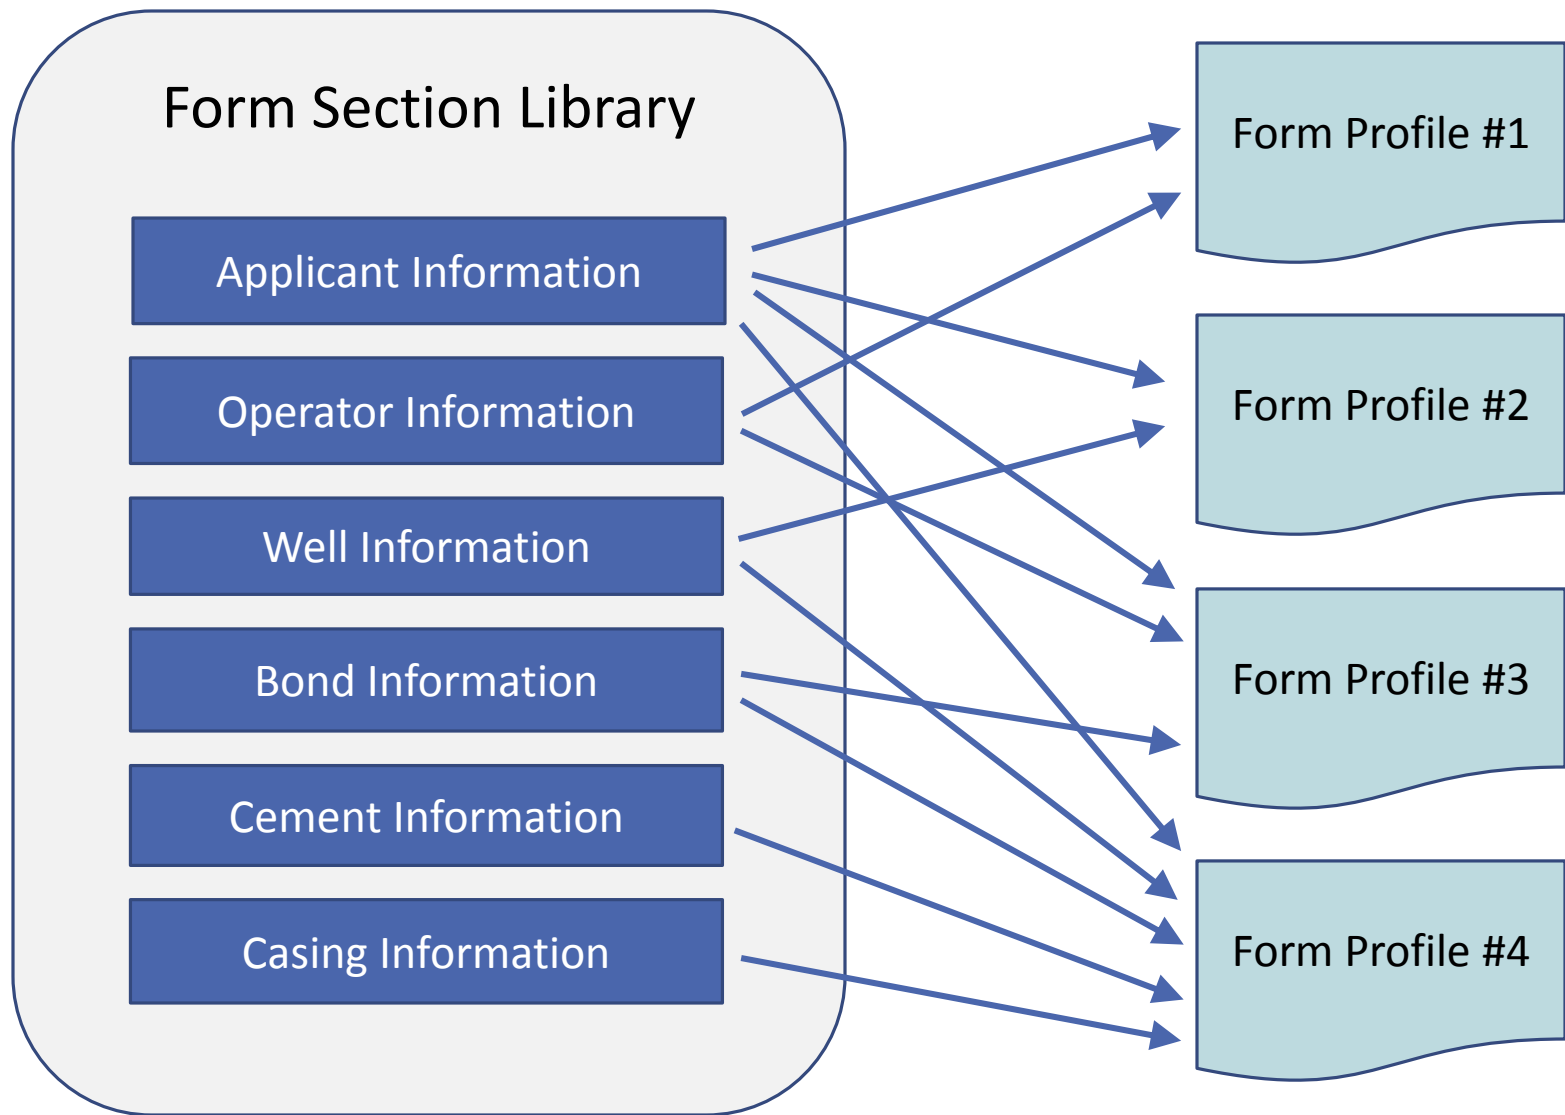 Form Section Library
Applicant Information
Operator Information
Well Information
Bond Information
Cement Information
Casing Information
Form Profile #1
Form Profile #2
Form Profile #3
Form Profile #4